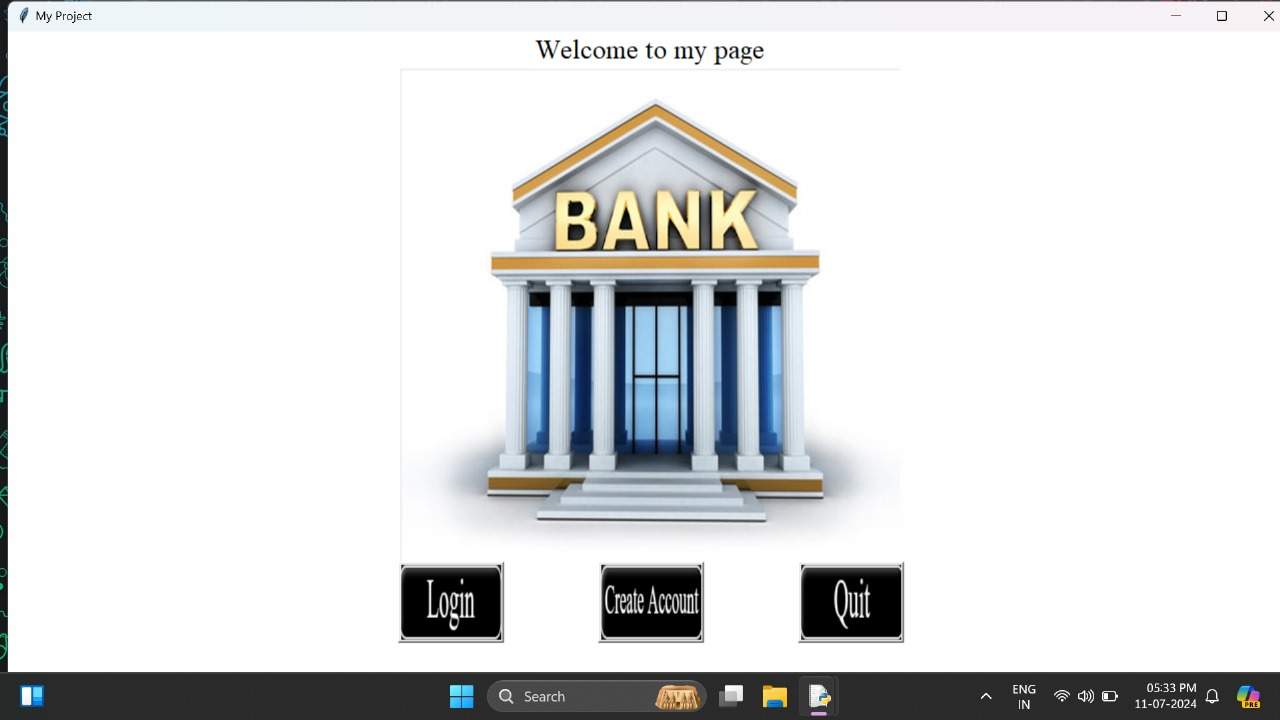 My Project
Welcome to my page
BANK
Login
Create Account
Quit
Search
ENG
IN
05:33 PM
11-07-2024
PRE